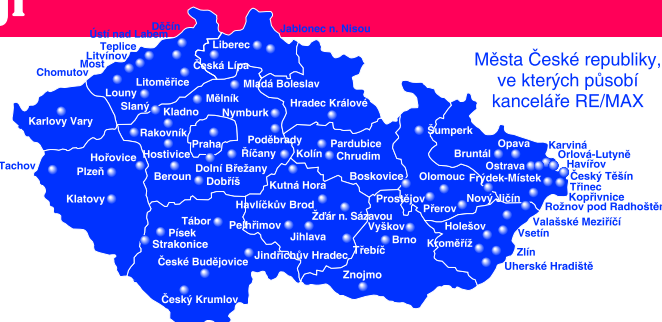 Města České republiky,
ve kterých působí
kanceláře RE/MAX
Děčín
Jablonec n. Nisou
Ústí nad Labem
Liberec
Teplice
Litvínov
Most
Česká Lípa
Chomutov
Litoměřice
Mladá Boleslav
Louny
Mělník
Slaný
Kladno
Nymburk
Hradec Králové
Karlovy Vary
Rakovník
Praha
Poděbrady
Pardubice
Šumperk
Opava
Karviná
Hostivice
Říčany
Kolín
Chrudim
Bruntál
Orlová-Lutyně
Tachov
Hořovice
Plzeň
Beroun
Dolní Břežany
Ostrava
Havířov
Dobříš
Kutná Hora
Boskovice
Olomouc
Frýdek-Místek
Český Těšín
Třinec
Klatovy
Havlíčkův Brod
Prostějov
Přerov
Nový Jičín
Kopřivnice
Rožnov pod Radhoštěm
Tábor
Pelhřimov
Žďár n. Sázavou
Vyškov
Holešov
Valašské Meziříčí
Písek
Strakonice
Jihlava
Brno
Kroměříž
Vsetín
České Budějovice
Jindřichův Hradec
Třebíč
Zlín
Znojmo
Uherské Hradiště
Český Krumlov